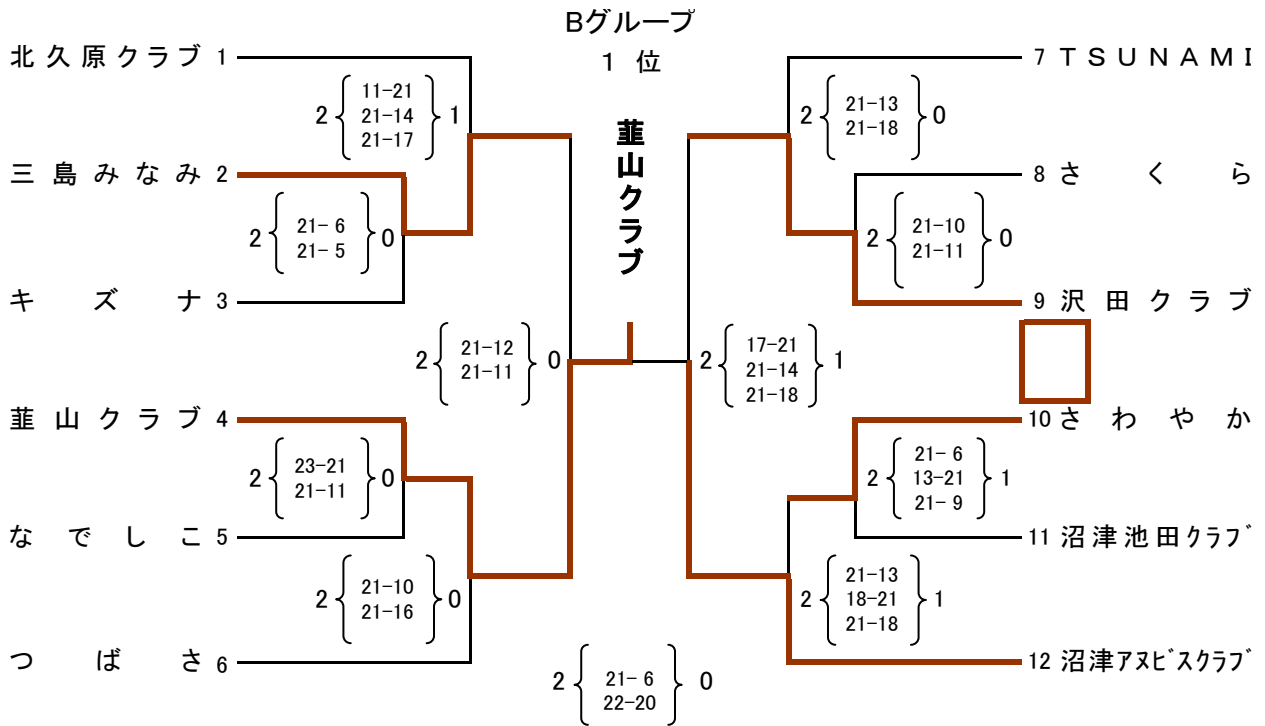 Bグループ
1 位
韮山クラブ
北久原クラブ 1
2 11-21 1
21-14
21-17
三島みなみ 2
2 21- 6 0
21- 5
キズナ 3
2 21-12 0
21-11
韮山クラブ 4
2 23-21 0
21-11
なでしこ 5
2 21-10 0
21-16
つばさ 6
2 21- 6 0
22-20
7 TSUNAMI
2 21-13 0
21-18
8 さくら
2 21-10 0
21-11
9 沢田クラブ
2 17-21 1
21-14
21-18
10 さわやか
2 21- 6 1
13-21
21- 9
11 沼津池田ｸﾗﾌﾞ
2 21-13 1
18-21
21-18
12 沼津ｱﾇﾋﾞｽｸﾗﾌﾞ